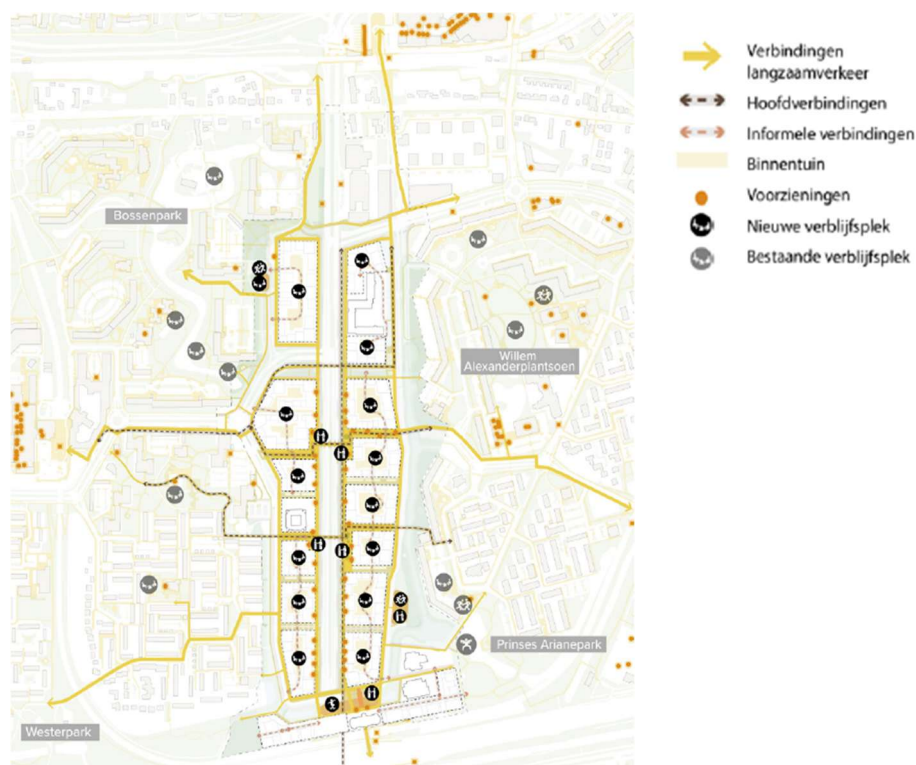 Verbindingen
langzaamverkeer
Hoofdverbindingen
Informele verbindingen
Binnentuin
Voorzieningen
Nieuwe verblijfsplek
Bestaande verblijfsplek
Bossenpark
Willem
Alexanderplantsoen
Prinses Arianepark
Westerpark